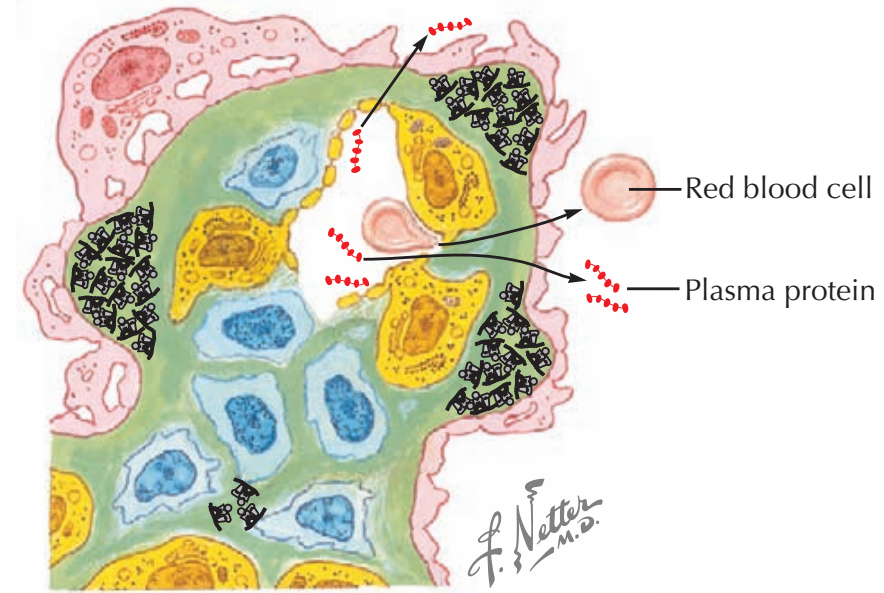 Red blood cell
Plasma protein
F. Netter
M.D.